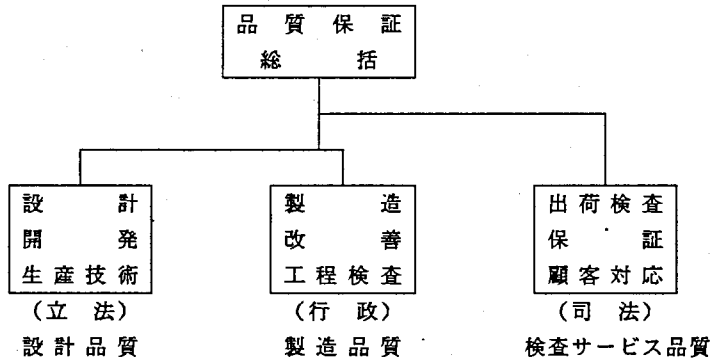 品質保証
総括
設計
開発
生産技術
(立法)
設計品質
製造
改善
工程検査
(行政)
製造品質
出荷検査
保証
顧客対応
(司法)
検査サービス品質